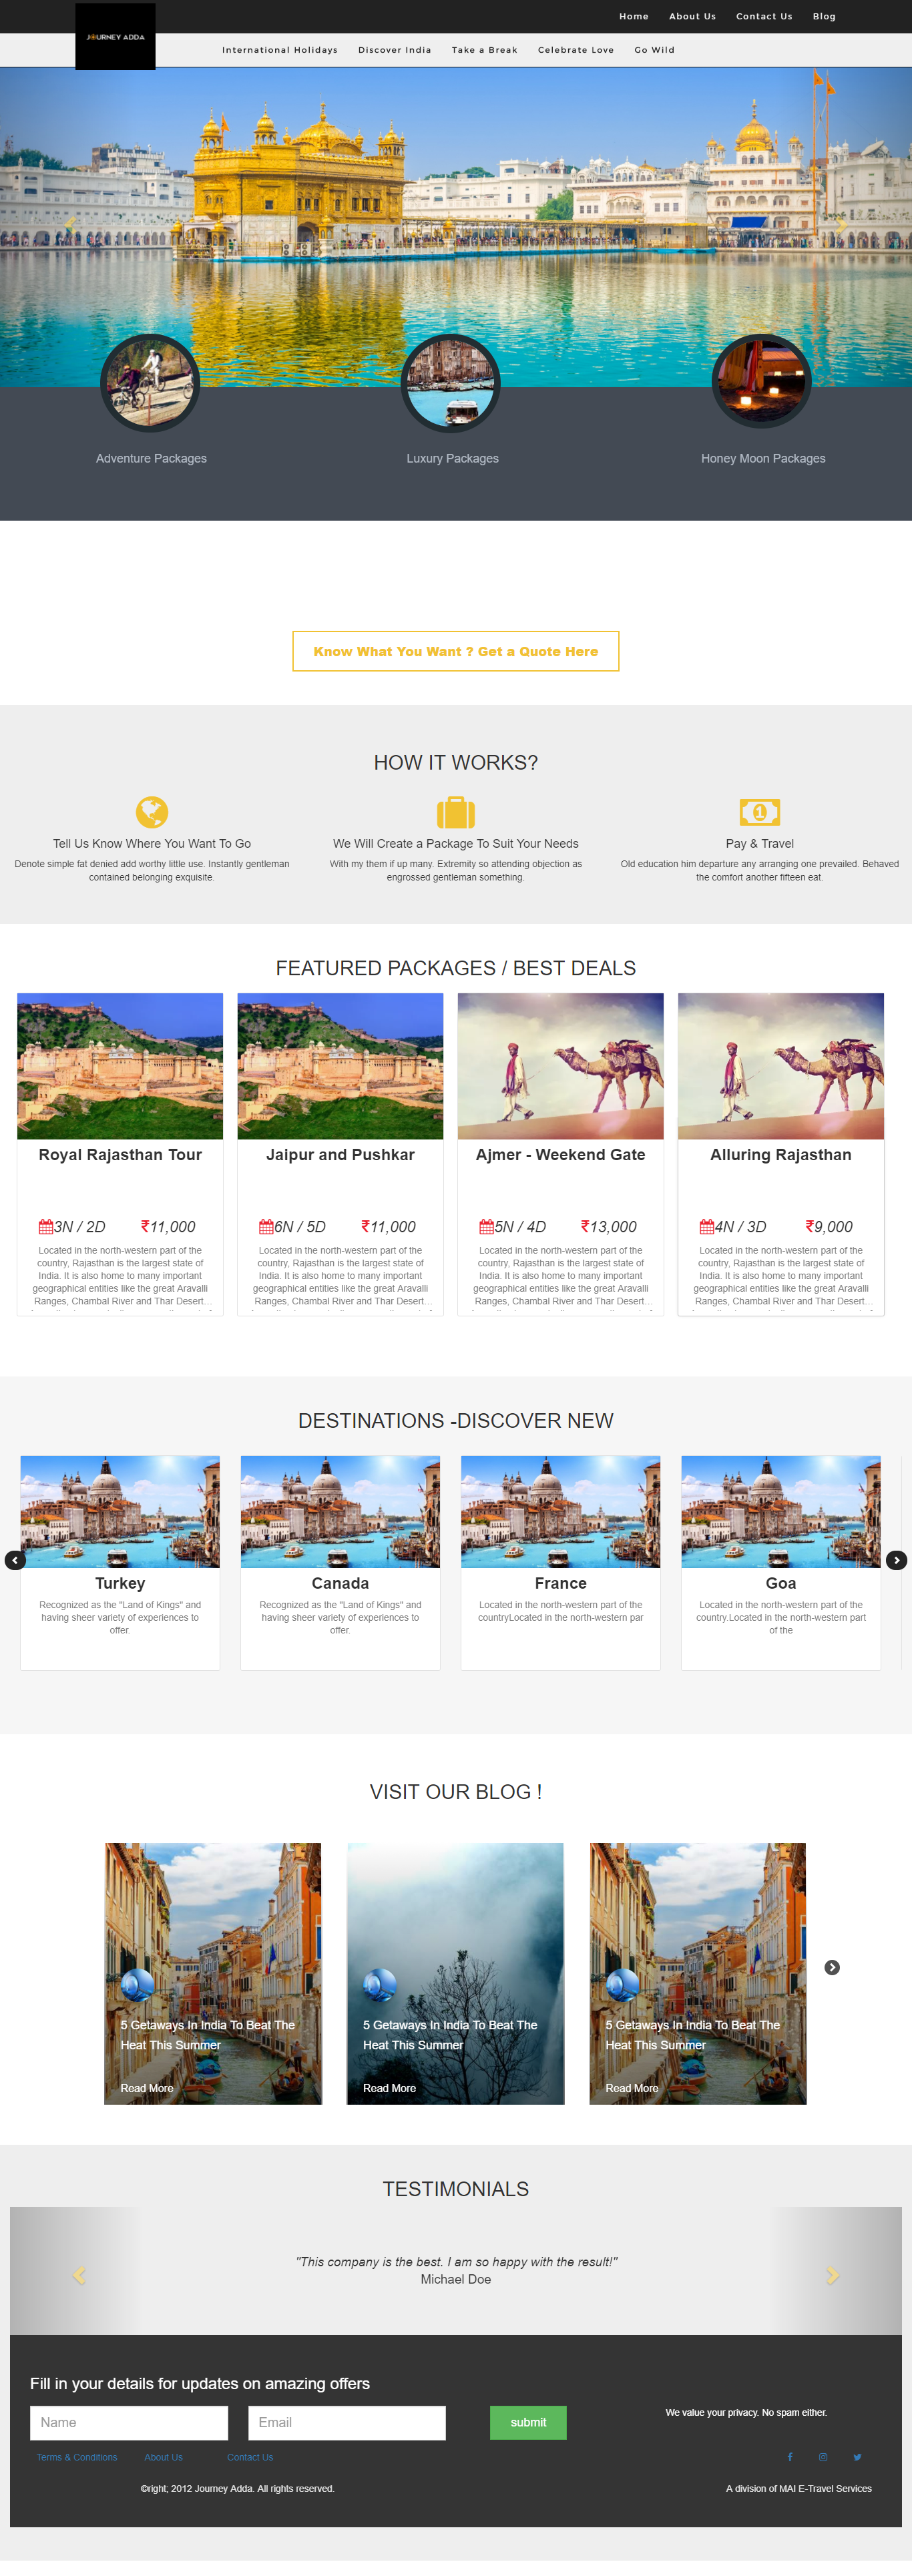 Home About Us Contact Us Blog
JOURNEY ADDA
International Holidays Discover India Take a Break Celebrate Love Go Wild
Adventure Packages
Luxury Packages
Honey Moon Packages
Know What You Want ? Get a Quote Here
HOW IT WORKS?
1
Tell Us Know Where You Want To Go
Denote simple fat denied add worthy little use. Instantly gentleman
contained belonging exquisite.
We Will Create a Package To Suit Your Needs
With my them if up many. Extremity so attending objection as
engrossed gentleman something.
Pay & Travel
Old education him departure any arranging one prevailed. Behaved
the comfort another fifteen eat.
FEATURED PACKAGES / BEST DEALS
Royal Rajasthan Tour
3N / 2D ₹11,000
Located in the north-western part of the
country, Rajasthan is the largest state of
India. It is also home to many important
geographical entities like the great Aravalli
Ranges, Chambal River and Thar Desert...
Jaipur and Pushkar
6N / 5D ₹11,000
Located in the north-western part of the
country, Rajasthan is the largest state of
India. It is also home to many important
geographical entities like the great Aravalli
Ranges, Chambal River and Thar Desert...
Ajmer - Weekend Gate
5N / 4D ₹13,000
Located in the north-western part of the
country, Rajasthan is the largest state of
India. It is also home to many important
geographical entities like the great Aravalli
Ranges, Chambal River and Thar Desert...
Alluring Rajasthan
4N / 3D ₹9,000
Located in the north-western part of the
country, Rajasthan is the largest state of
India. It is also home to many important
geographical entities like the great Aravalli
Ranges, Chambal River and Thar Desert...
DESTINATIONS -DISCOVER NEW
Turkey
Recognized as the "Land of Kings" and
having sheer variety of experiences to
offer.
Canada
Recognized as the "Land of Kings" and
having sheer variety of experiences to
offer.
France
Located in the north-western part of the
countryLocated in the north-western par
Goa
Located in the north-western part of the
country.Located in the north-western part
of the
VISIT OUR BLOG !
5 Getaways In India To Beat The
Heat This Summer
Read More
5 Getaways In India To Beat The
Heat This Summer
Read More
5 Getaways In India To Beat The
Heat This Summer
Read More
TESTIMONIALS
"This company is the best. I am so happy with the result!"
Michael Doe
Fill in your details for updates on amazing offers
Name Email submit We value your privacy. No spam either.
Terms & Conditions About Us Contact Us
©right; 2012 Journey Adda. All rights reserved. A division of MAI E-Travel Services